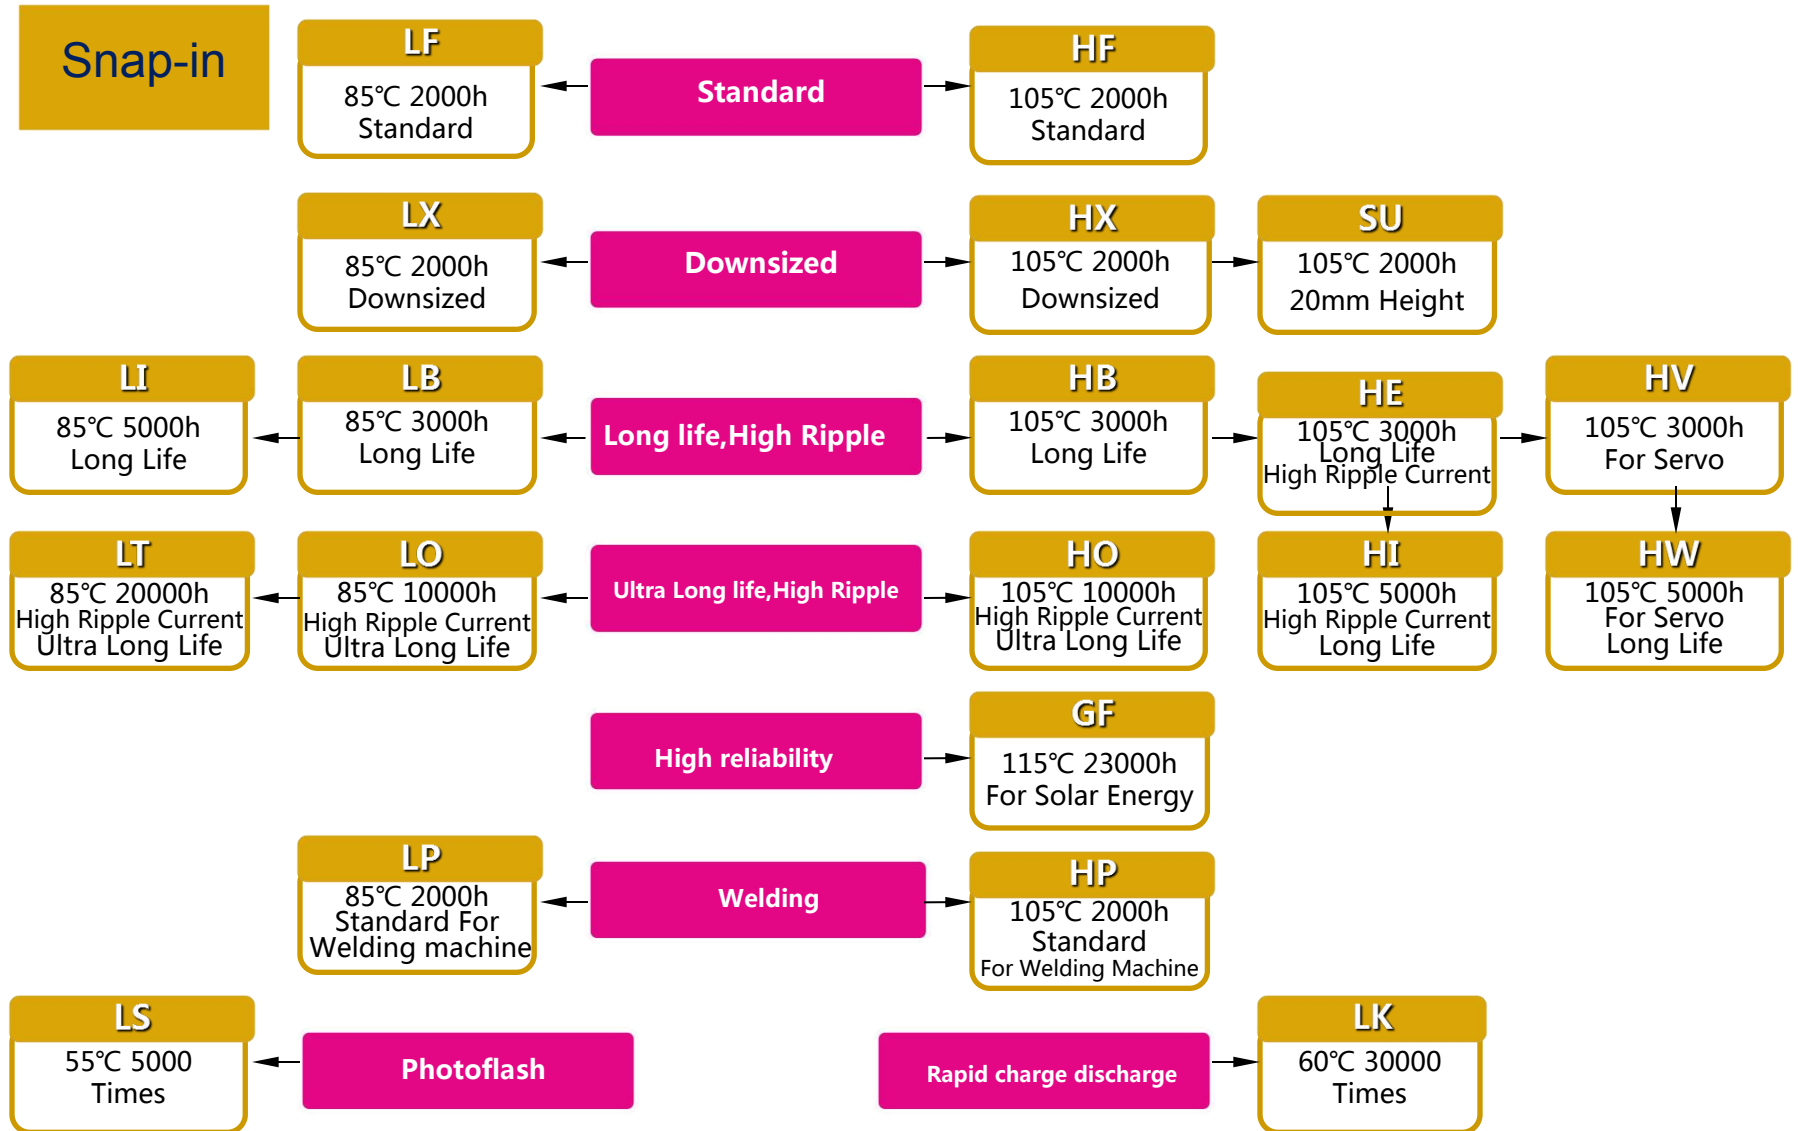 Snap-in
LF
85℃ 2000h
Standard
Standard
HF
105℃ 2000h
Standard
LX
85℃ 2000h
Downsized
Downsized
HX
105℃ 2000h
Downsized
SU
105℃ 2000h
20mm Height
LI
85℃ 5000h
Long Life
LB
85℃ 3000h
Long Life
Long life,High Ripple
HB
105℃ 3000h
Long Life
HE
105℃ 3000h
Long Life
High Ripple Current
HV
105℃ 3000h
For Servo
LT
85℃ 20000h
High Ripple Current
Ultra Long Life
LO
85℃ 10000h
High Ripple Current
Ultra Long Life
Ultra Long life,High Ripple
HO
105℃ 10000h
High Ripple Current
Ultra Long Life
HI
105℃ 5000h
High Ripple Current
Long Life
HW
105℃ 5000h
For Servo
Long Life
High reliability
GF
115℃ 23000h
For Solar Energy
LP
85℃ 2000h
Standard For
Welding machine
Welding
HP
105℃ 2000h
Standard
For Welding Machine
LS
55℃ 5000
Times
Photoflash
Rapid charge discharge
LK
60℃ 30000
Times